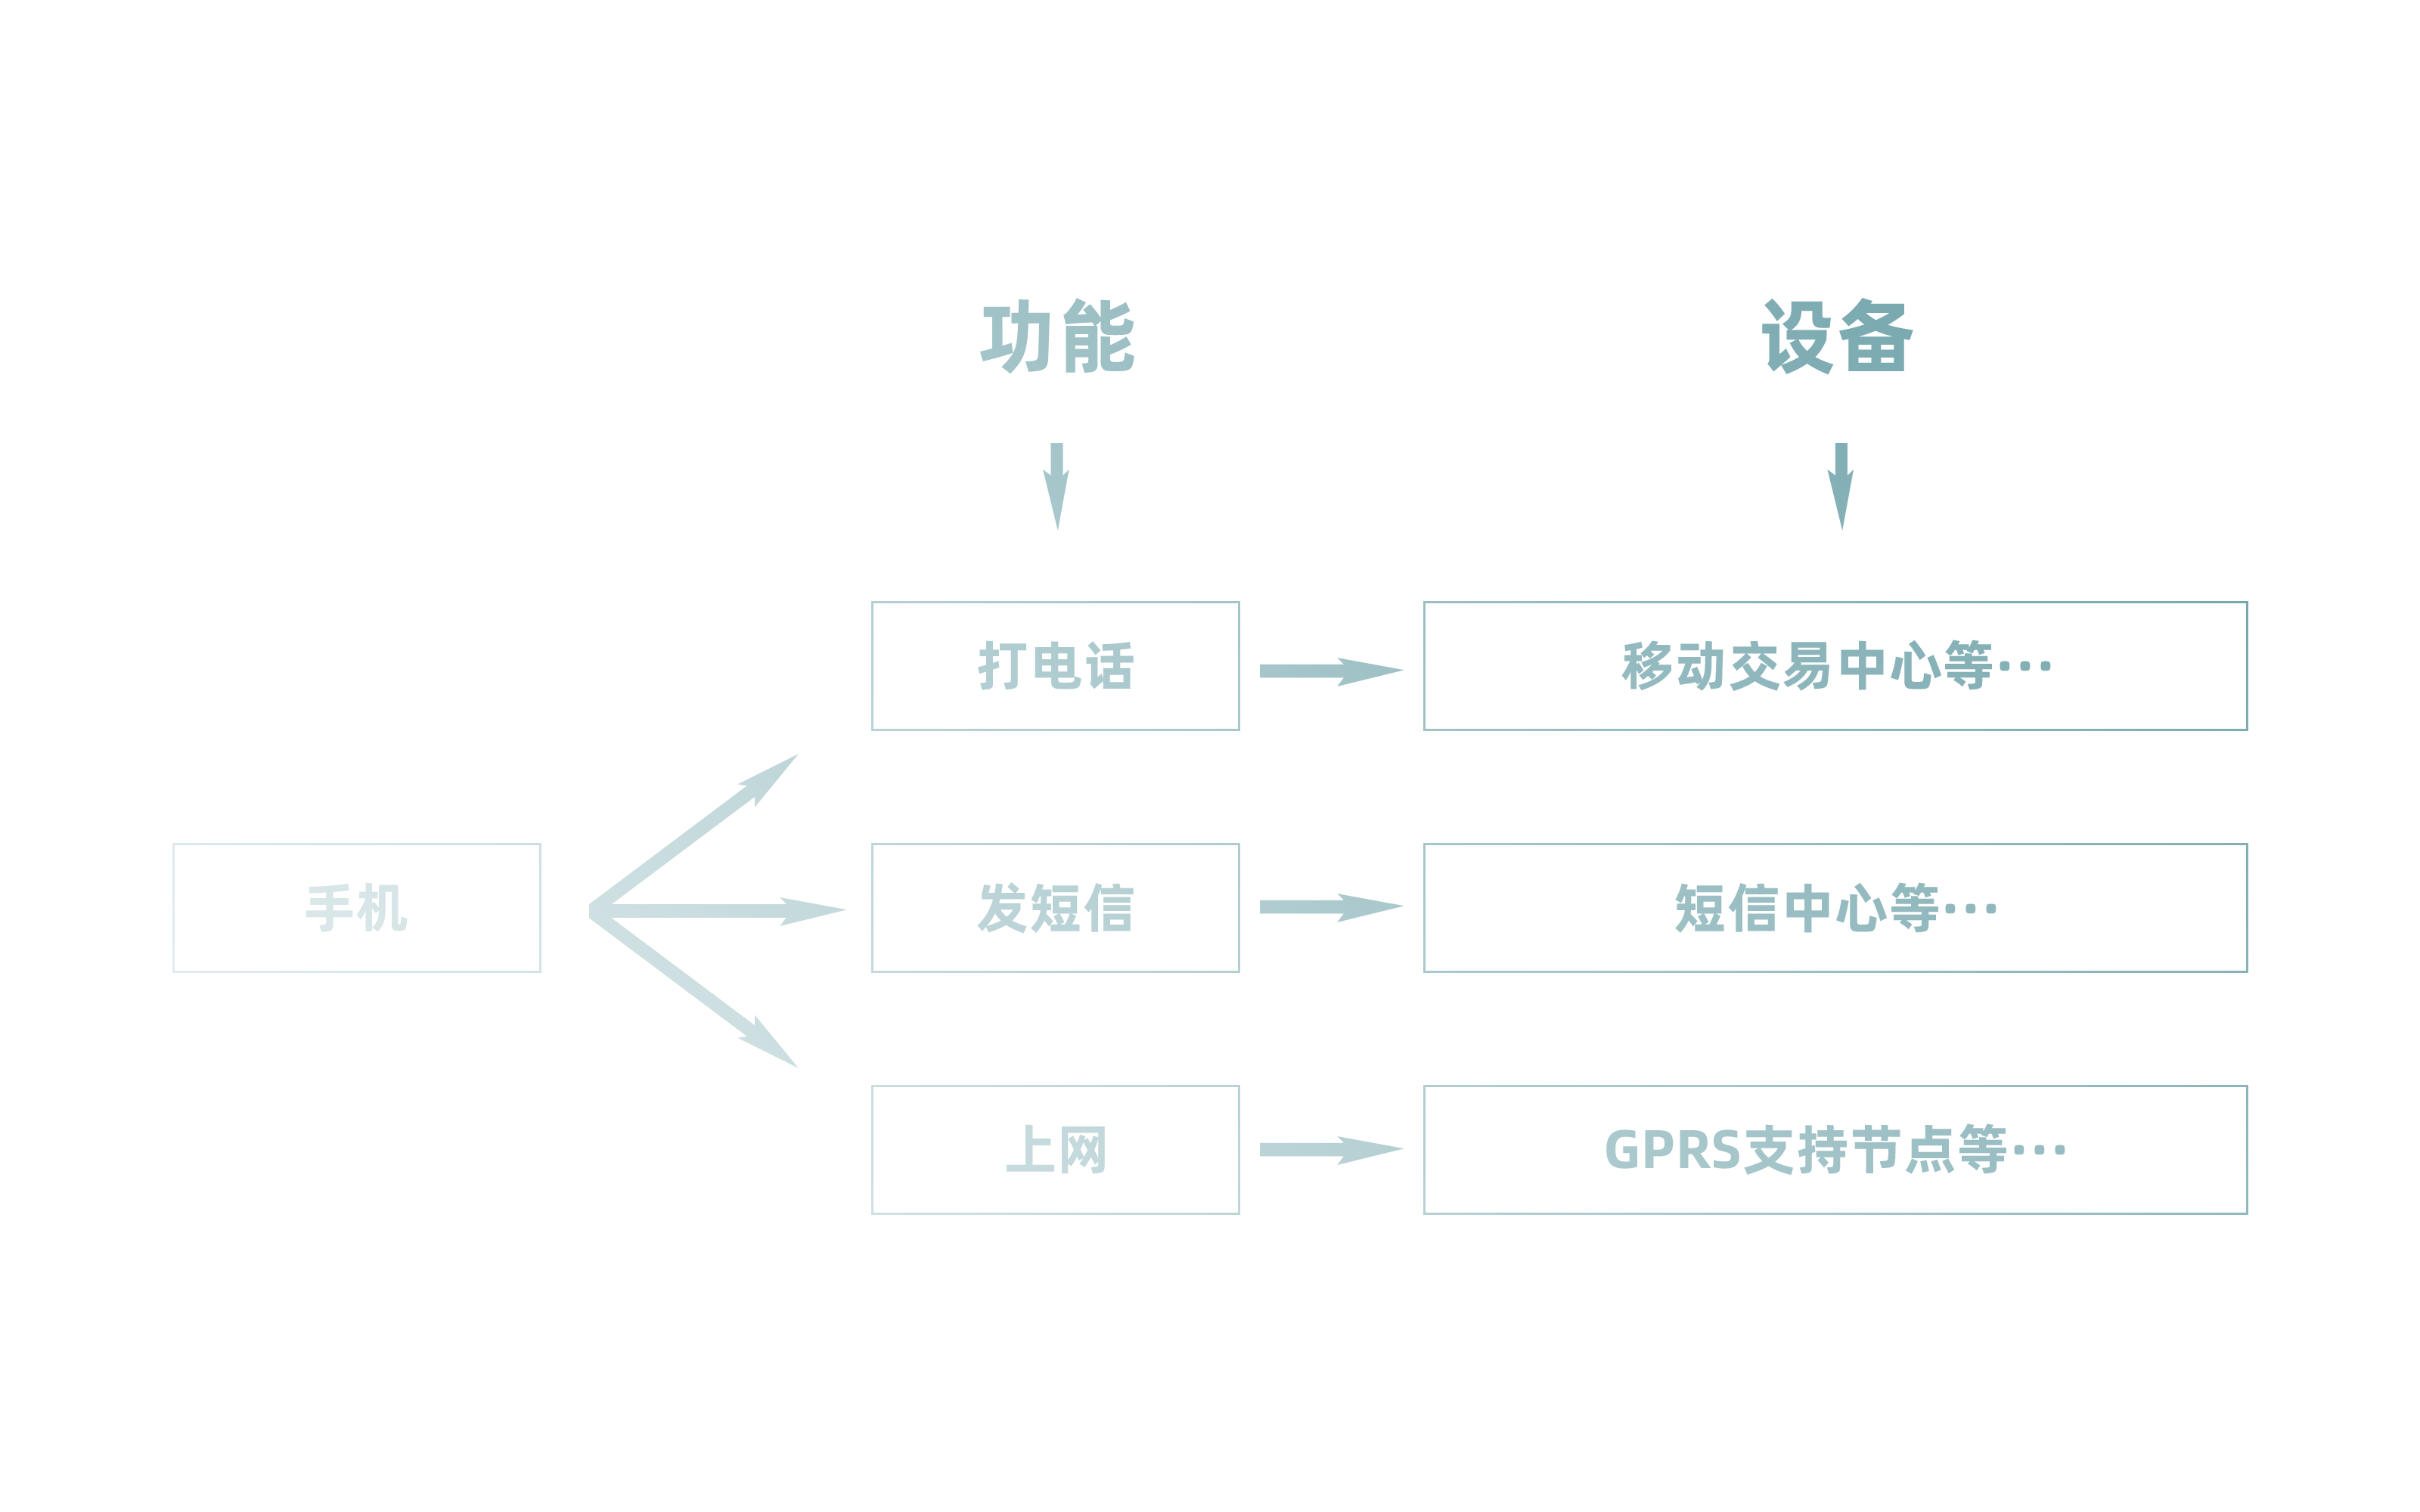 功能
设备
打电话
移动交易中心等···
手机
发短信
短信中心等···
上网
GPRS支持节点等···